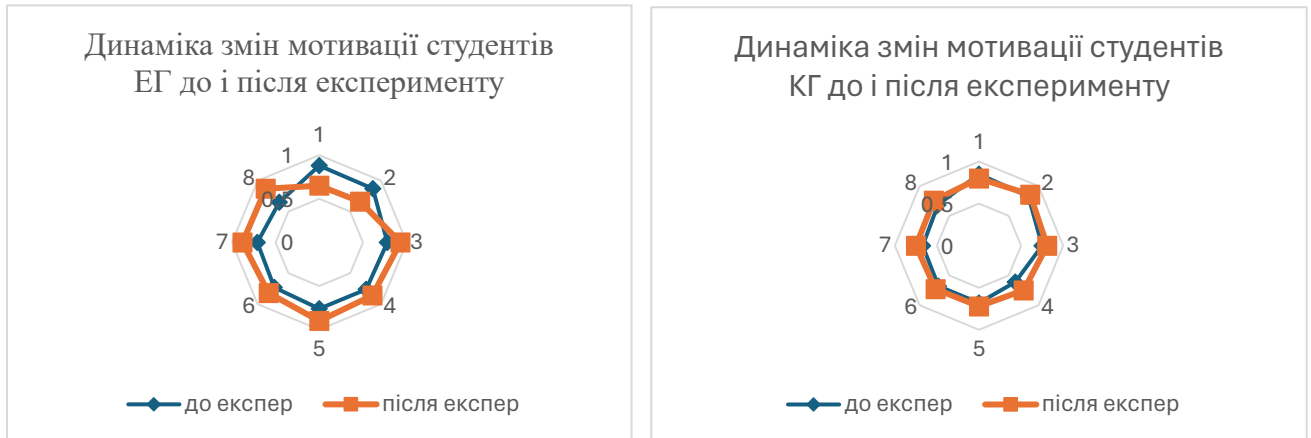 Динаміка змін мотивації студентів
ЕГ до і після експерименту
1
1
8
2
0,5
7
0
3
6
4
5
до експер
після експер
Динаміка змін мотивації студентів
КГ до і після експерименту
1
1
8
2
0,5
7
0
3
6
4
5
до експер
після експер